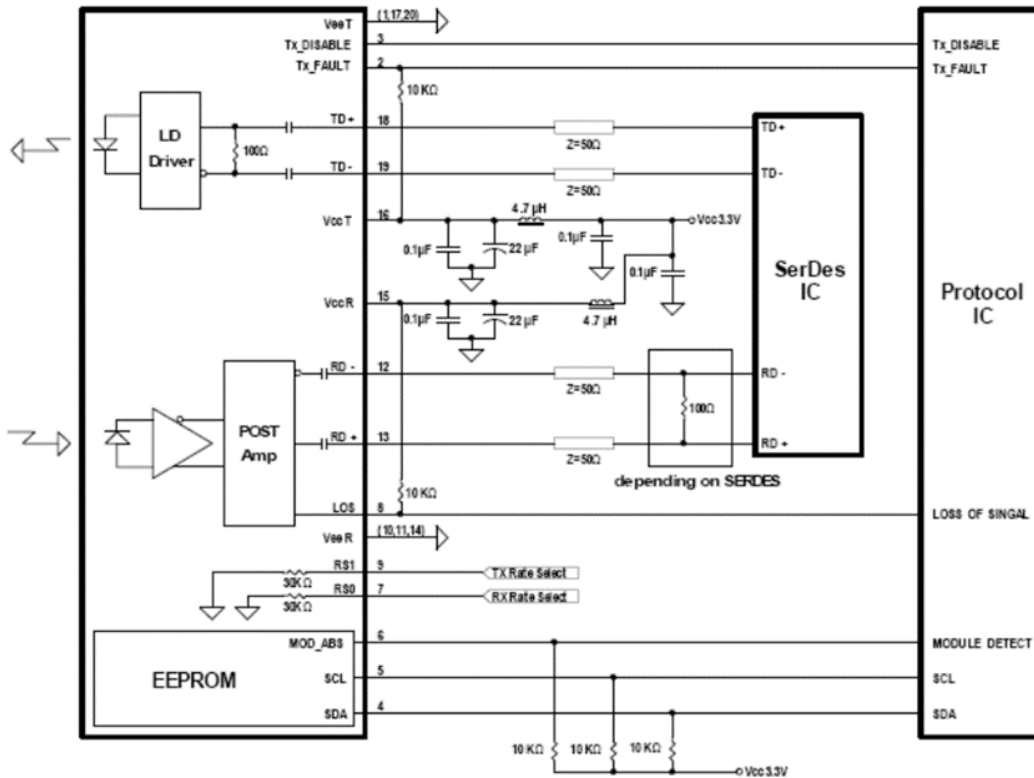 VeeT (1,17,20)
Tx_DISABLE 3 Tx_DISABLE
Tx_FAULT 2 Tx_FAULT
10 KΩ
LD
Driver
100Ω
TD+ 18 Z=50Ω TD+
TD- 19 Z=50Ω TD-
VccT 16 4.7 µH Vcc3.3V
0.1µF 22 µF 0.1µF 0.1µF
SerDes
IC
Protocol
IC
VccR 15 4.7 µH
0.1µF 22 µF
RD - 12 Z=50Ω RD -
100Ω
POST
Amp
RD + 13 Z=50Ω RD +
depending on SERDES
10 KΩ
LOS 8 LOSS OF SINGAL
VeeR (10,11,14)
RS1 9 TX Rate Select
30KΩ
RS0 7 RX Rate Select
30KΩ
MOD_ABS 6 MODULE DETECT
EEPROM
SCL 5 SCL
SDA 4 SDA
10 KΩ 10 KΩ 10 KΩ
Vcc3.3V